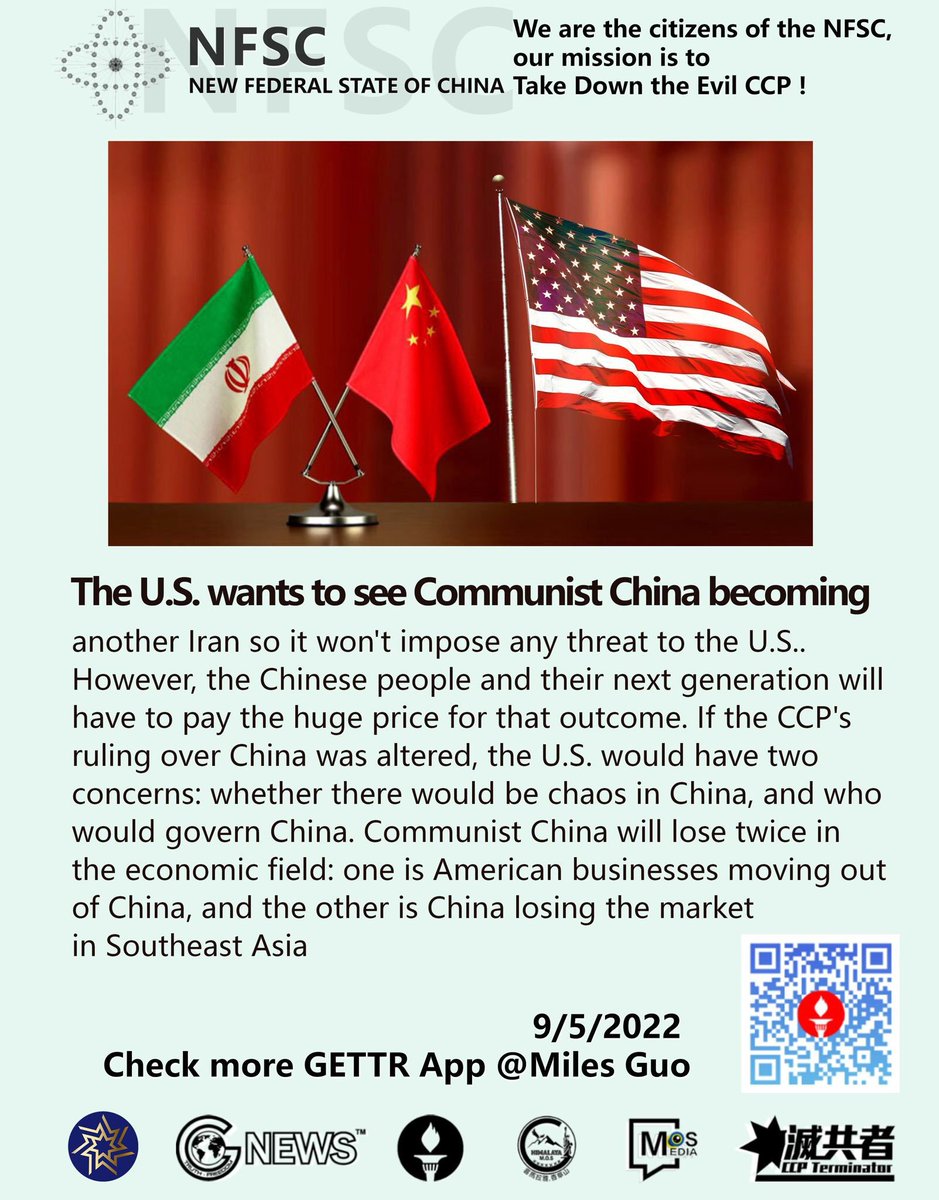 NFSC
NEW FEDERAL STATE OF CHINA
We are the citizens of the NFSC,
our mission is to
Take Down the Evil CCP !
The U.S. wants to see Communist China becoming
another Iran so it won't impose any threat to the U.S..
However, the Chinese people and their next generation will
have to pay the huge price for that outcome. If the CCP's
ruling over China was altered, the U.S. would have two
concerns: whether there would be chaos in China, and who
would govern China. Communist China will lose twice in
the economic field: one is American businesses moving out
of China, and the other is China losing the market
in Southeast Asia
9/5/2022
Check more GETTR App @Miles Guo
G NEWS™
HIMALAYA
M.O.S
MOS
MEDIA
滅共者
CCP Terminator